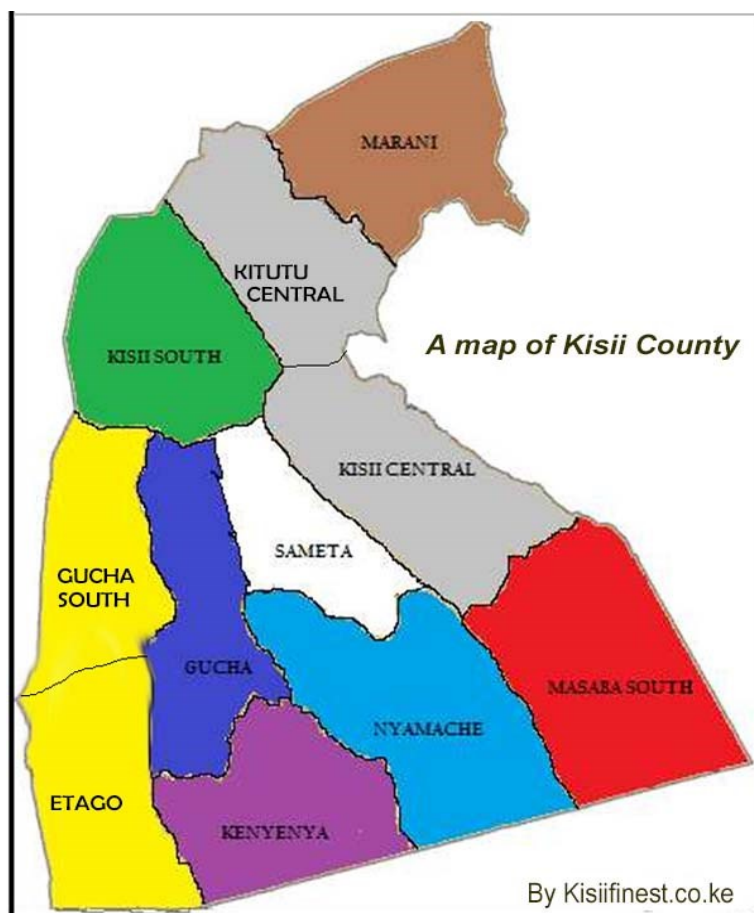 MARANI
KITUTU
CENTRAL
A map of Kisii County
KISII SOUTH
KISII CENTRAL
SAMETA
GUCHA
SOUTH
GUCHA
MASABA SOUTH
NYAMACHE
ETAGO
KENYENYA
By Kisiifinest.co.ke